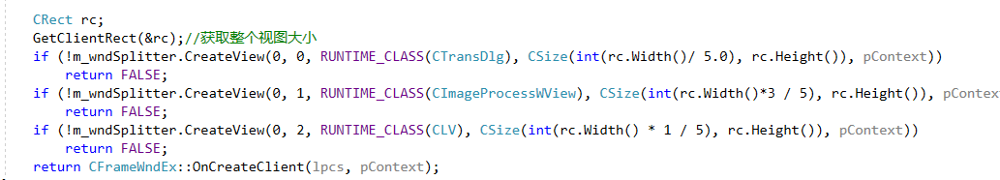 CRect rc;
GetClientRect(&rc);//获取整个视图大小
if (!m_wndSplitter.CreateView(0, 0, RUNTIME_CLASS(CTransDlg), CSize(int(rc.Width()/ 5.0), rc.Height()), pContext))
return FALSE;
if (!m_wndSplitter.CreateView(0, 1, RUNTIME_CLASS(CImageProcessWView), CSize(int(rc.Width()*3 / 5), rc.Height()), pContex
return FALSE;
if (!m_wndSplitter.CreateView(0, 2, RUNTIME_CLASS(CLV), CSize(int(rc.Width() * 1 / 5), rc.Height()), pContext))
return FALSE;
return CFrameWndEx::OnCreateClient(lpcs, pContext);